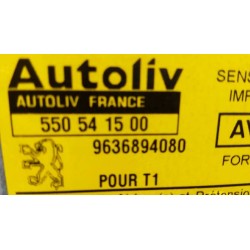 Autoliv
AUTOLIV FRANCE
550 54 15 00
9636894080
POUR T1
SENS
IMP
AV
FOR